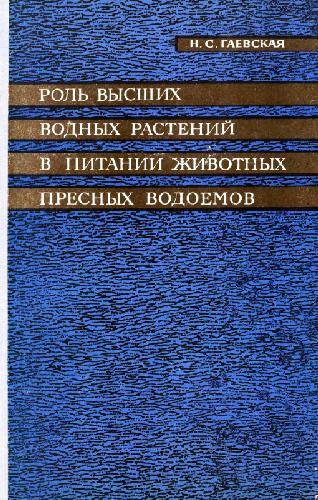 Н. С. ГАЕВСКАЯ
РОЛЬ ВЫСШИХ
ВОДНЫХ РАСТЕНИЙ
В ПИТАНИИ ЖИВОТНЫХ
ПРЕСНЫХ ВОДОЕМОВ